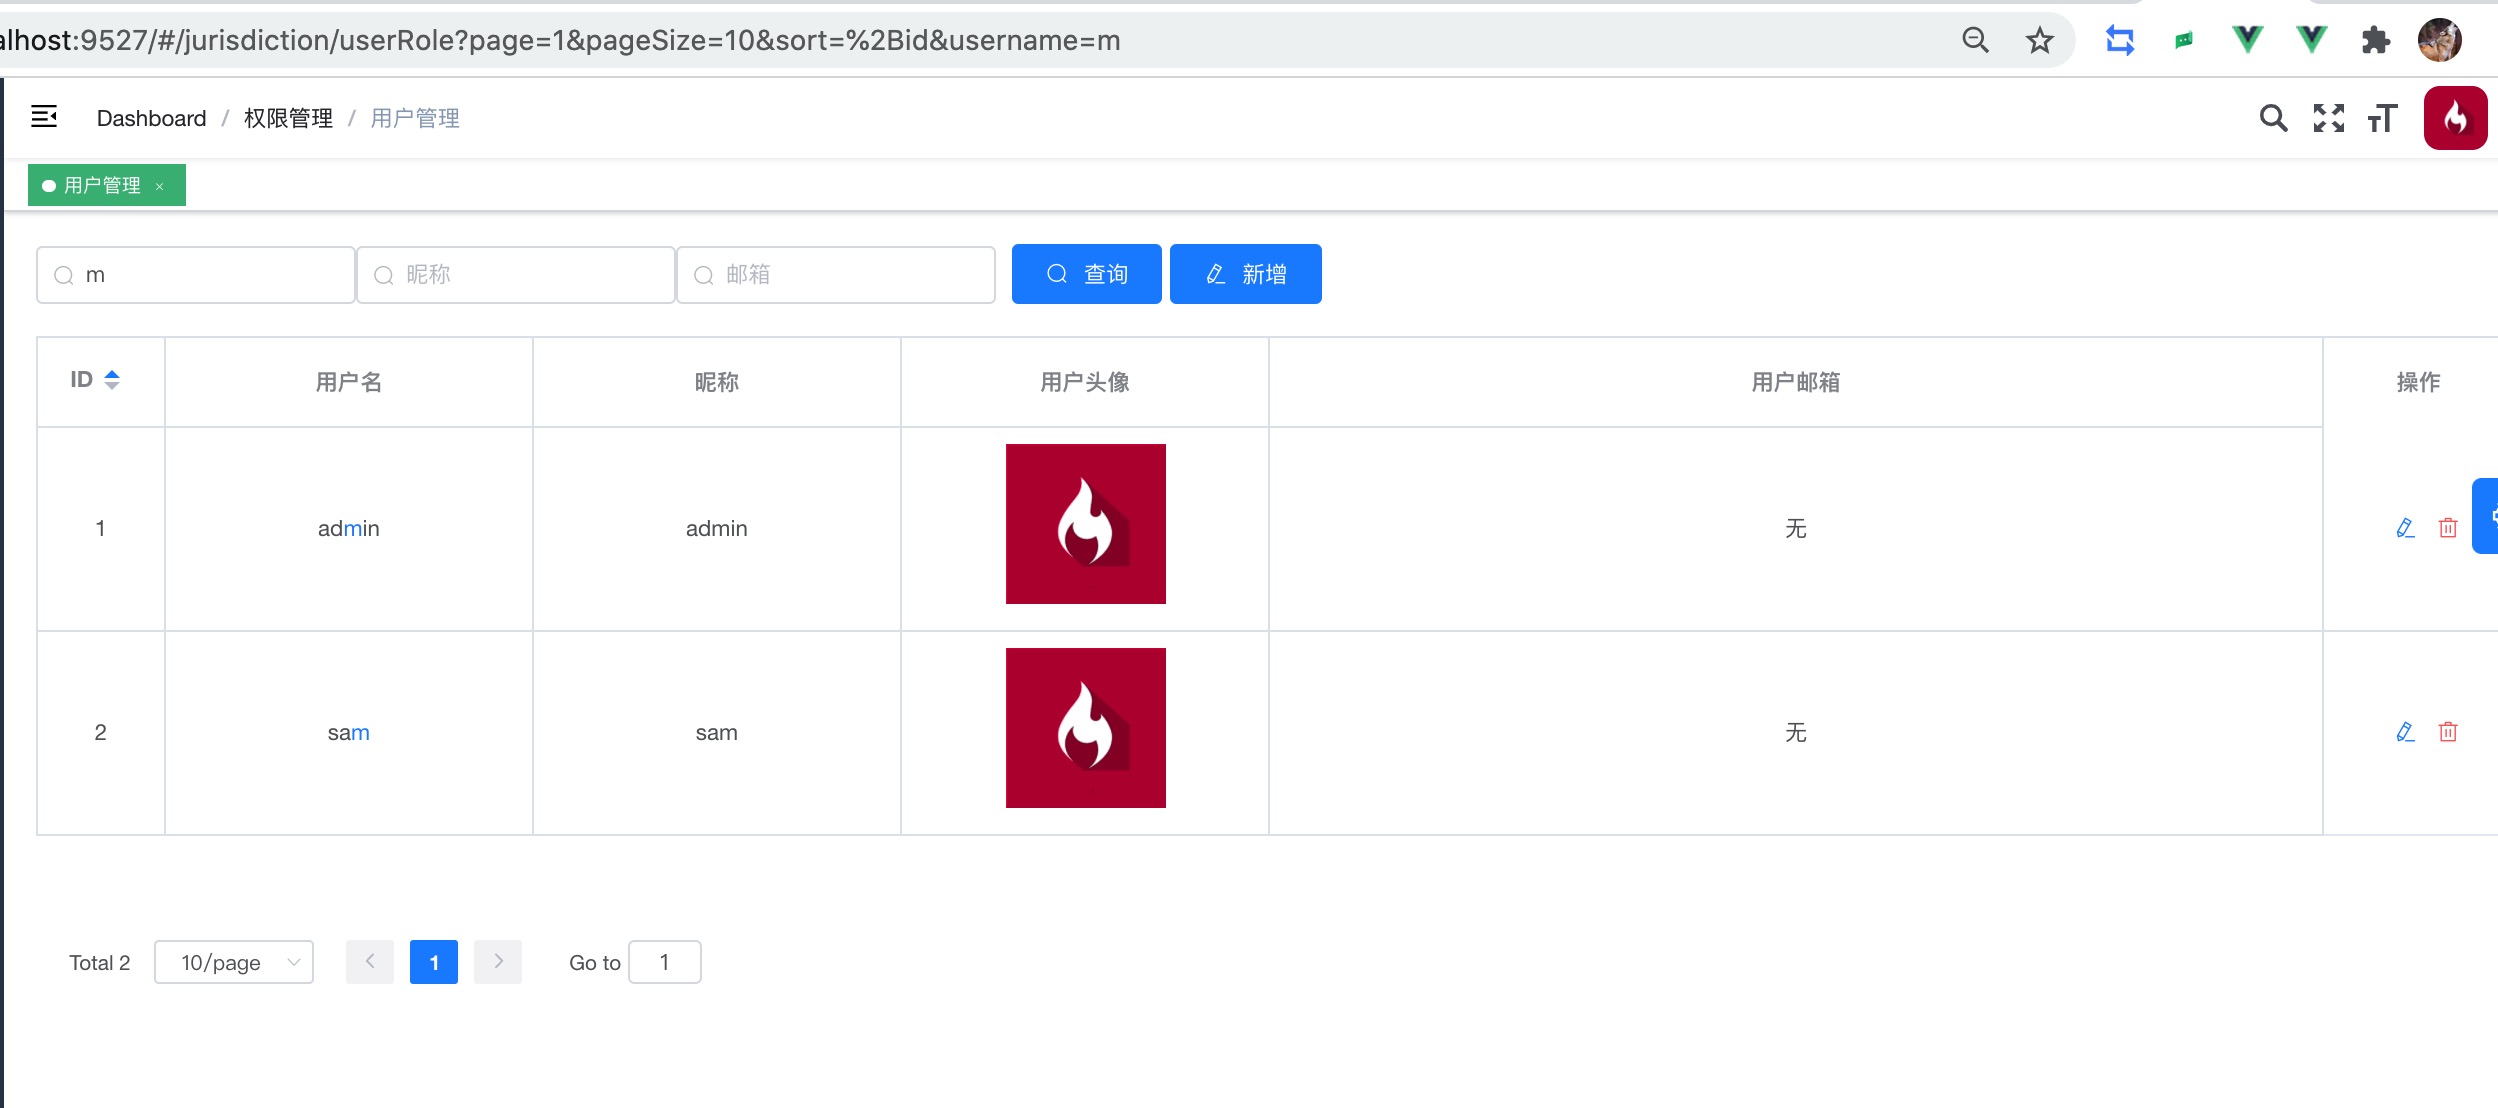 alhost:9527/#/jurisdiction/userRole?page=1&pageSize=10&sort=%2Bid&username=m
Dashboard / 权限管理 / 用户管理
用户管理 ×
m 昵称 邮箱 查询 新增
ID 用户名 昵称 用户头像 用户邮箱 操作
1 admin admin 无
2 sam sam 无
Total 2 10/page 1 Go to 1